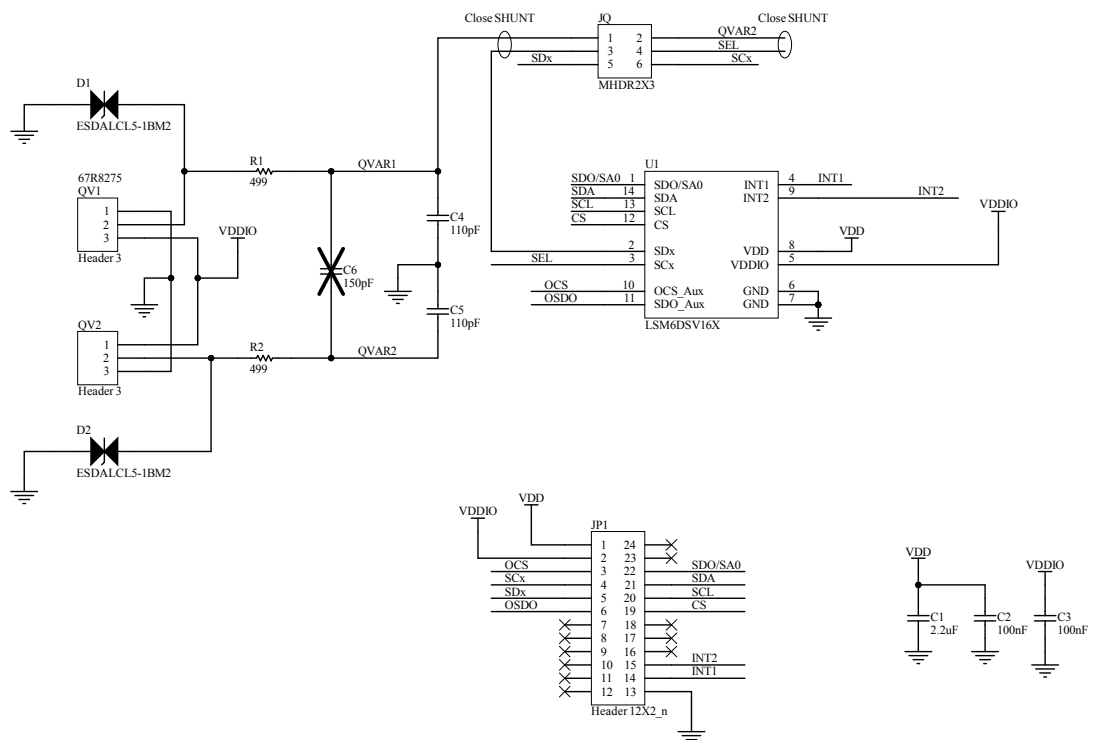 Close SHUNT
JQ
Close SHUNT
1 2 QVAR2
3 4 SEL
SDx 5 6 SCx
MHDR2X3
D1
ESDALCL5-1BM2
R1
499
QVAR1
67R8275
QV1
1
2
3
Header 3
VDDIO
C4
110pF
C6
150pF
C5
110pF
U1
SDO/SA0 1 SDO/SA0 INT1 4 INT1
SDA 14 SDA INT2 9 INT2
SCL 13 SCL
CS 12 CS
VDDIO
VDD
2 SDx VDD 8
SEL 3 SCx VDDIO 5
OCS 10 OCS_Aux GND 6
OSDO 11 SDO_Aux GND 7
LSM6DSV16X
QV2
1
2
3
Header 3
R2
499
QVAR2
D2
ESDALCL5-1BM2
VDD
VDDIO
JP1
1 24
2 23
OCS 3 22 SDO/SA0
SCx 4 21 SDA
SDx 5 20 SCL
OSDO 6 19 CS
7 18
8 17
9 16
10 15 INT2
11 14 INT1
12 13
Header 12X2_n
VDD
C1
2.2uF
C2
100nF
VDDIO
C3
100nF